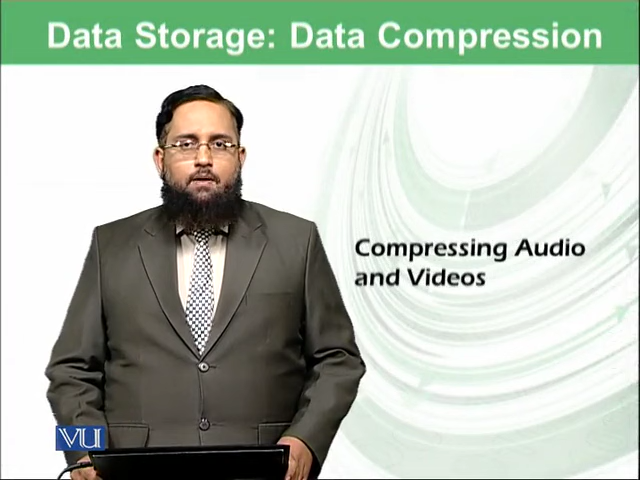 Data Storage: Data Compression
Compressing Audio
and Videos
VU